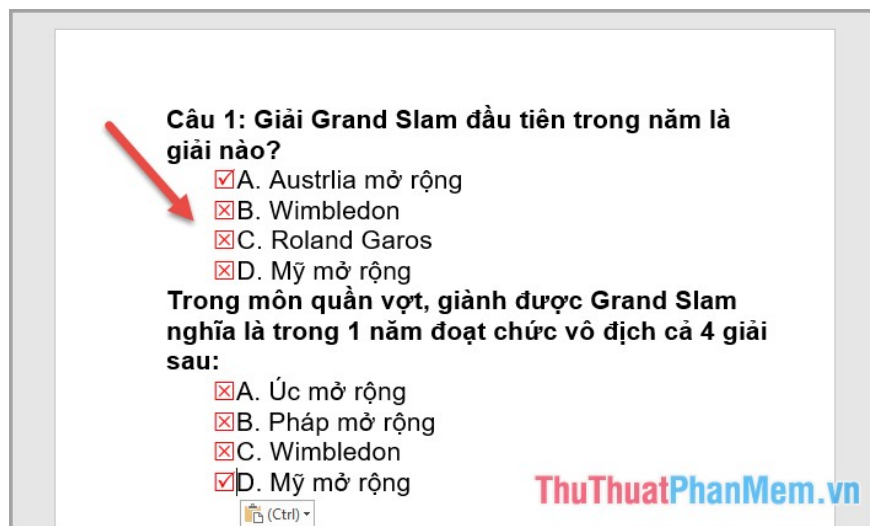 Câu 1: Giải Grand Slam đầu tiên trong năm là
giải nào?
☑A. Austrlia mở rộng
☒B. Wimbledon
☒C. Roland Garos
☒D. Mỹ mở rộng
Trong môn quần vợt, giành được Grand Slam
nghĩa là trong 1 năm đoạt chức vô địch cả 4 giải
sau:
☒A. Úc mở rộng
☒B. Pháp mở rộng
☒C. Wimbledon
☑D. Mỹ mở rộng
ThuThuatPhanMem.vn
(Ctrl)